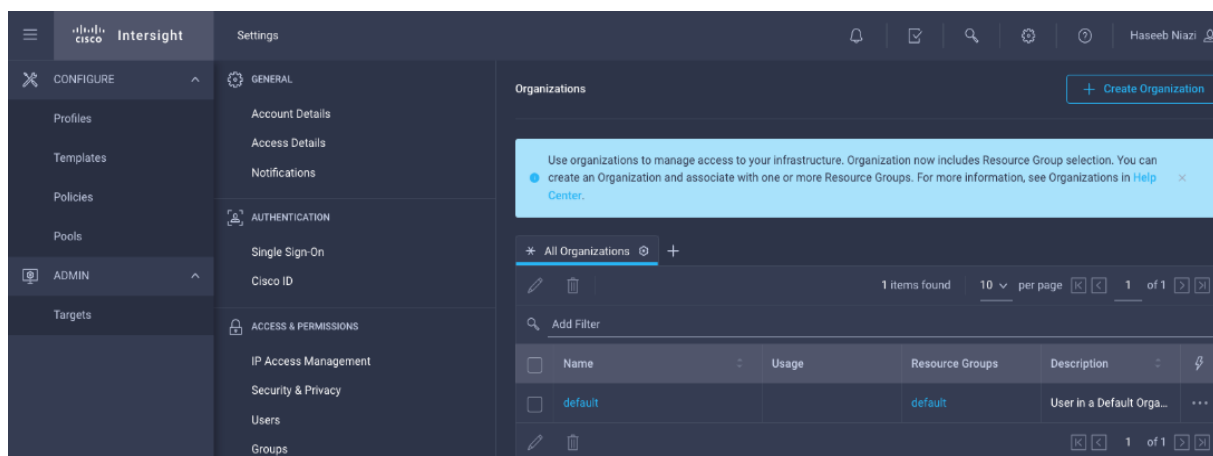 cisco Intersight
Settings
Haseeb Niazi
CONFIGURE
Profiles
Templates
Policies
Pools
ADMIN
Targets
GENERAL
Account Details
Access Details
Notifications
AUTHENTICATION
Single Sign-On
Cisco ID
ACCESS & PERMISSIONS
IP Access Management
Security & Privacy
Users
Groups
Organizations
+ Create Organization
Use organizations to manage access to your infrastructure. Organization now includes Resource Group selection. You can
create an Organization and associate with one or more Resource Groups. For more information, see Organizations in Help
Center.
All Organizations +
1 items found 10 per page 1 of 1
Add Filter
Name Usage Resource Groups Description
default default User in a Default Orga... ...
1 of 1